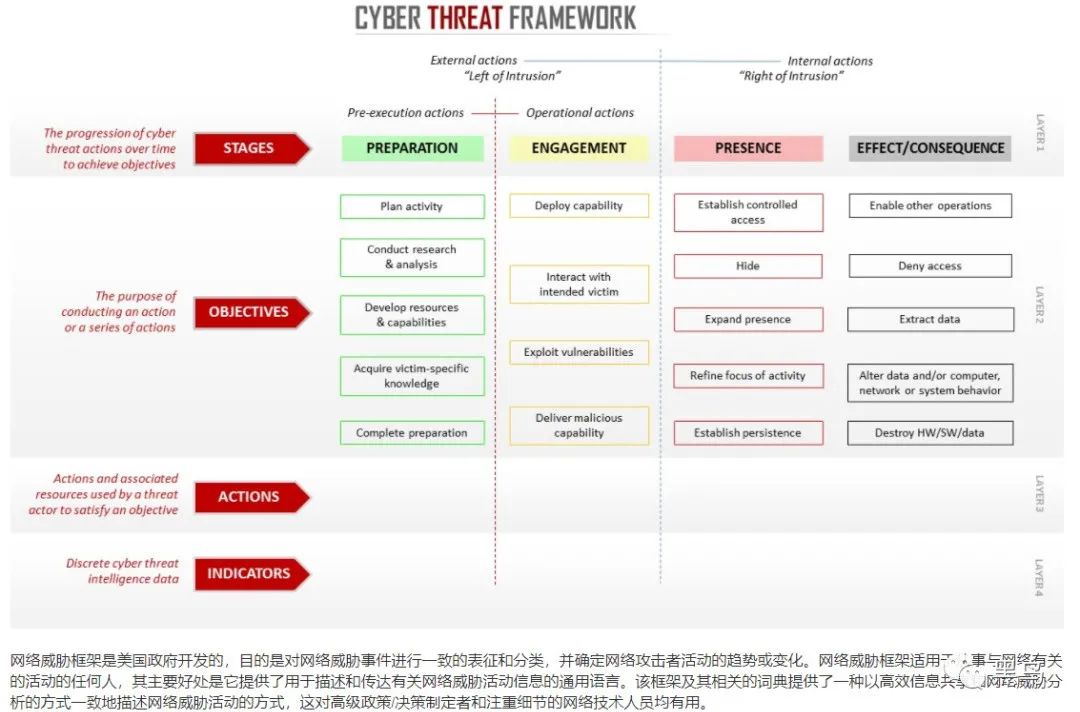 CYBER THREAT FRAMEWORK
External actions
"Left of Intrusion"
Internal actions
"Right of Intrusion"
Pre-execution actions
Operational actions
The progression of cyber
threat actions over time
to achieve objectives
STAGES
PREPARATION
ENGAGEMENT
PRESENCE
EFFECT/CONSEQUENCE
LAYER 1
The purpose of
conducting an action
or a series of actions
OBJECTIVES
Plan activity
Conduct research
& analysis
Develop resources
& capabilities
Acquire victim-specific
knowledge
Complete preparation
Deploy capability
Interact with
intended victim
Exploit vulnerabilities
Deliver malicious
capability
Establish controlled
access
Hide
Expand presence
Refine focus of activity
Establish persistence
Enable other operations
Deny access
Extract data
Alter data and/or computer,
network or system behavior
Destroy HW/SW/data
LAYER 2
Actions and associated
resources used by a threat
actor to satisfy an objective
ACTIONS
LAYER 3
Discrete cyber threat
intelligence data
INDICATORS
LAYER 4
网络威胁框架是美国政府开发的，目的是对网络威胁事件进行一致的表征和分类，并确定网络攻击者活动的趋势或变化。网络威胁框架适用于事与网络有关
的活动的任何人，其主要好处是它提供了用于描述和传达有关网络威胁活动信息的通用语言。该框架及其相关的词典提供了一种以高效信息共 网络威胁分
析的方式一致地描述网络威胁活动的方式，这对高级政策/决策制定者和注重细节的网络技术人员均有用。